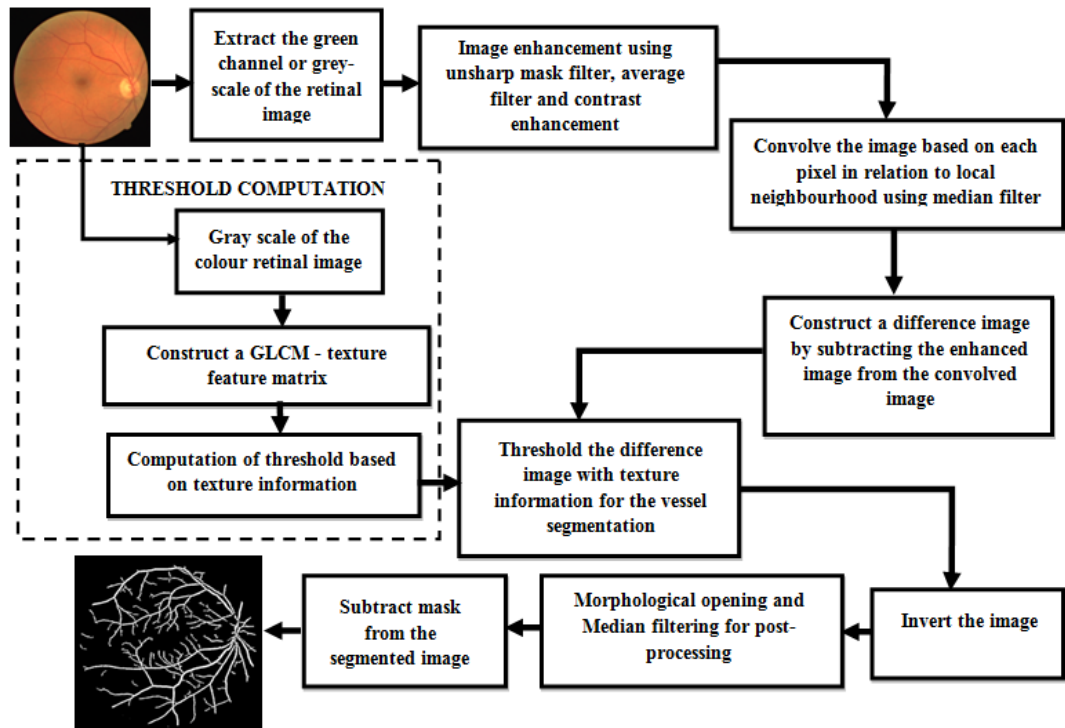 Extract the green
channel or grey-
scale of the retinal
image
Image enhancement using
unsharp mask filter, average
filter and contrast
enhancement
Convolve the image based on each
pixel in relation to local
neighbourhood using median filter
THRESHOLD COMPUTATION
Gray scale of the
colour retinal image
Construct a GLCM - texture
feature matrix
Computation of threshold based
on texture information
Construct a difference image
by subtracting the enhanced
image from the convolved
image
Threshold the difference
image with texture
information for the vessel
segmentation
Invert the image
Morphological opening and
Median filtering for post-
processing
Subtract mask
from the
segmented image